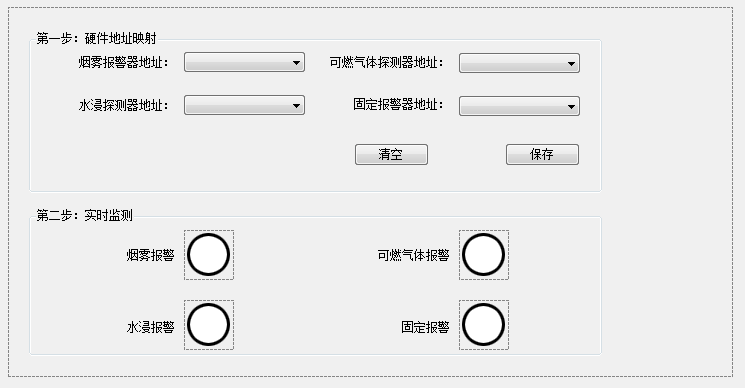 第一步：硬件地址映射
烟雾报警器地址： 可燃气体探测器地址：
水浸探测器地址： 固定报警器地址：
清空 保存
第二步：实时监测
烟雾报警 可燃气体报警
水浸报警 固定报警